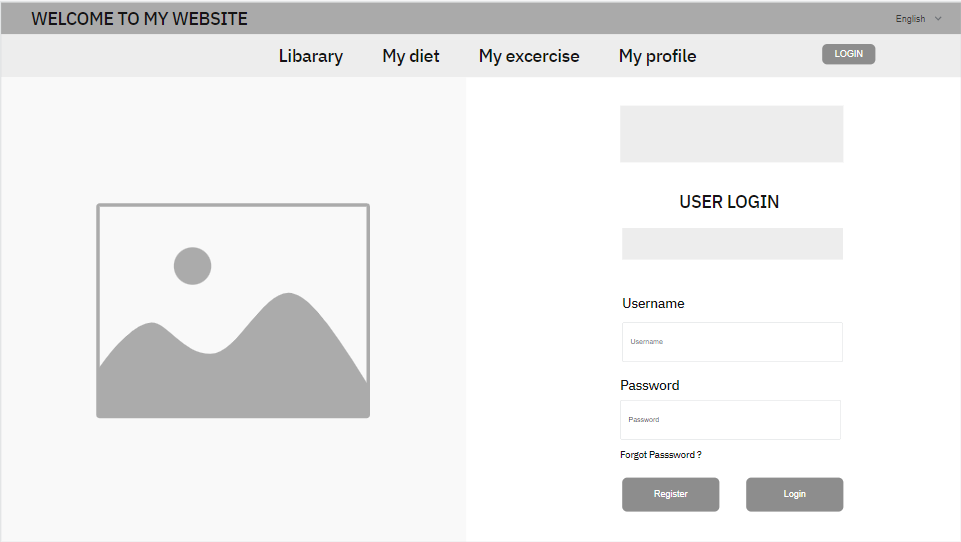 WELCOME TO MY WEBSITE
English
Libarary My diet My excercise My profile LOGIN
USER LOGIN
Username
Username
Password
Password
Forgot Passsword ?
Register Login